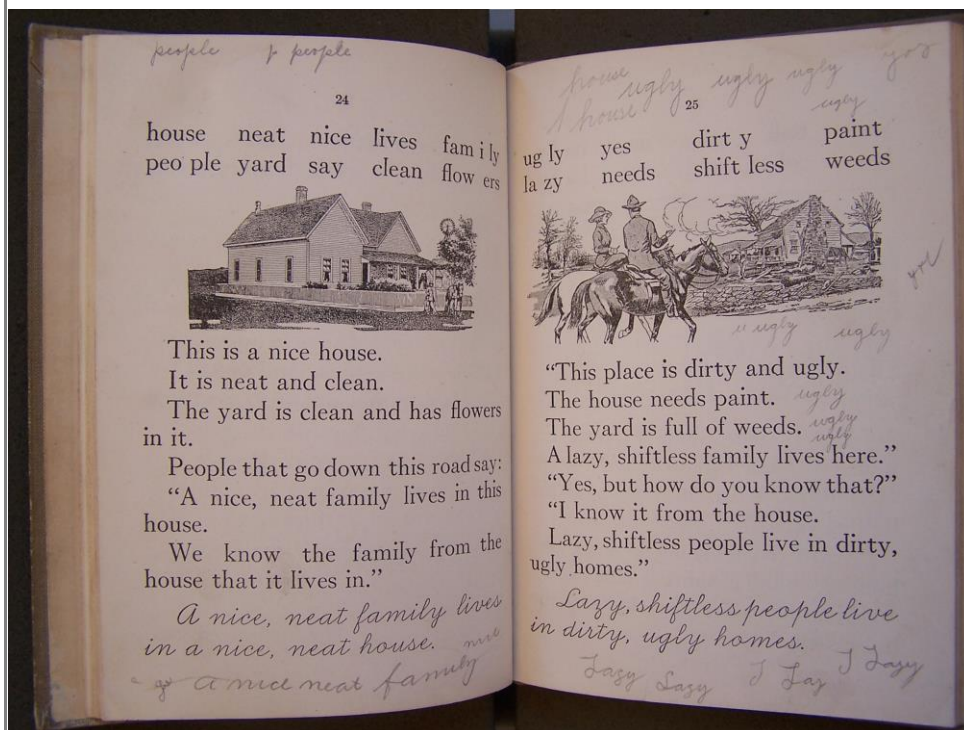 people p people
24
house neat nice lives fam i ly
peo ple yard say clean flow ers
This is a nice house.
It is neat and clean.
The yard is clean and has flowers
in it.
People that go down this road say:
“A nice, neat family lives in this
house.
We know the family from the
house that it lives in.”
A nice, neat family lives
in a nice, neat house.
nice
a nice neat family
house ugly ugly ugly
house
25
ugly
ug ly yes dirt y paint
la zy needs shift less weeds
u ugly ugly
“This place is dirty and ugly.
The house needs paint. ugly
The yard is full of weeds. ugly
ugly
A lazy, shiftless family lives here.”
“Yes, but how do you know that?”
“I know it from the house.
Lazy, shiftless people live in dirty,
ugly homes.”
Lazy, shiftless people live
in dirty, ugly homes.
Lazy Lazy Laz Lazy